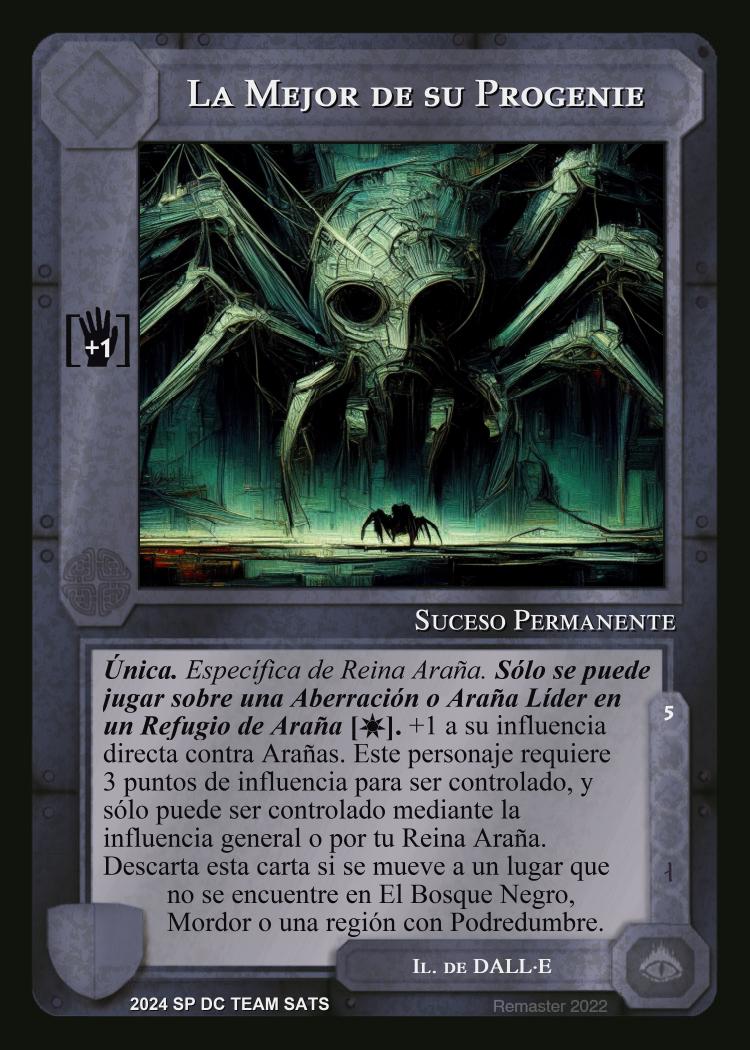 La Mejor de su Progenie
[+1]
Suceso Permanente
Única. Específica de Reina Araña. Sólo se puede
jugar sobre una Aberración o Araña Líder en
un Refugio de Araña [☀]. +1 a su influencia
directa contra Arañas. Este personaje requiere
3 puntos de influencia para ser controlado, y
sólo puede ser controlado mediante la
influencia general o por tu Reina Araña.
Descarta esta carta si se mueve a un lugar que
no se encuentre en El Bosque Negro,
Mordor o una región con Podredumbre.
5
Il. de DALL·E
2024 SP DC TEAM SATS
Remaster 2022